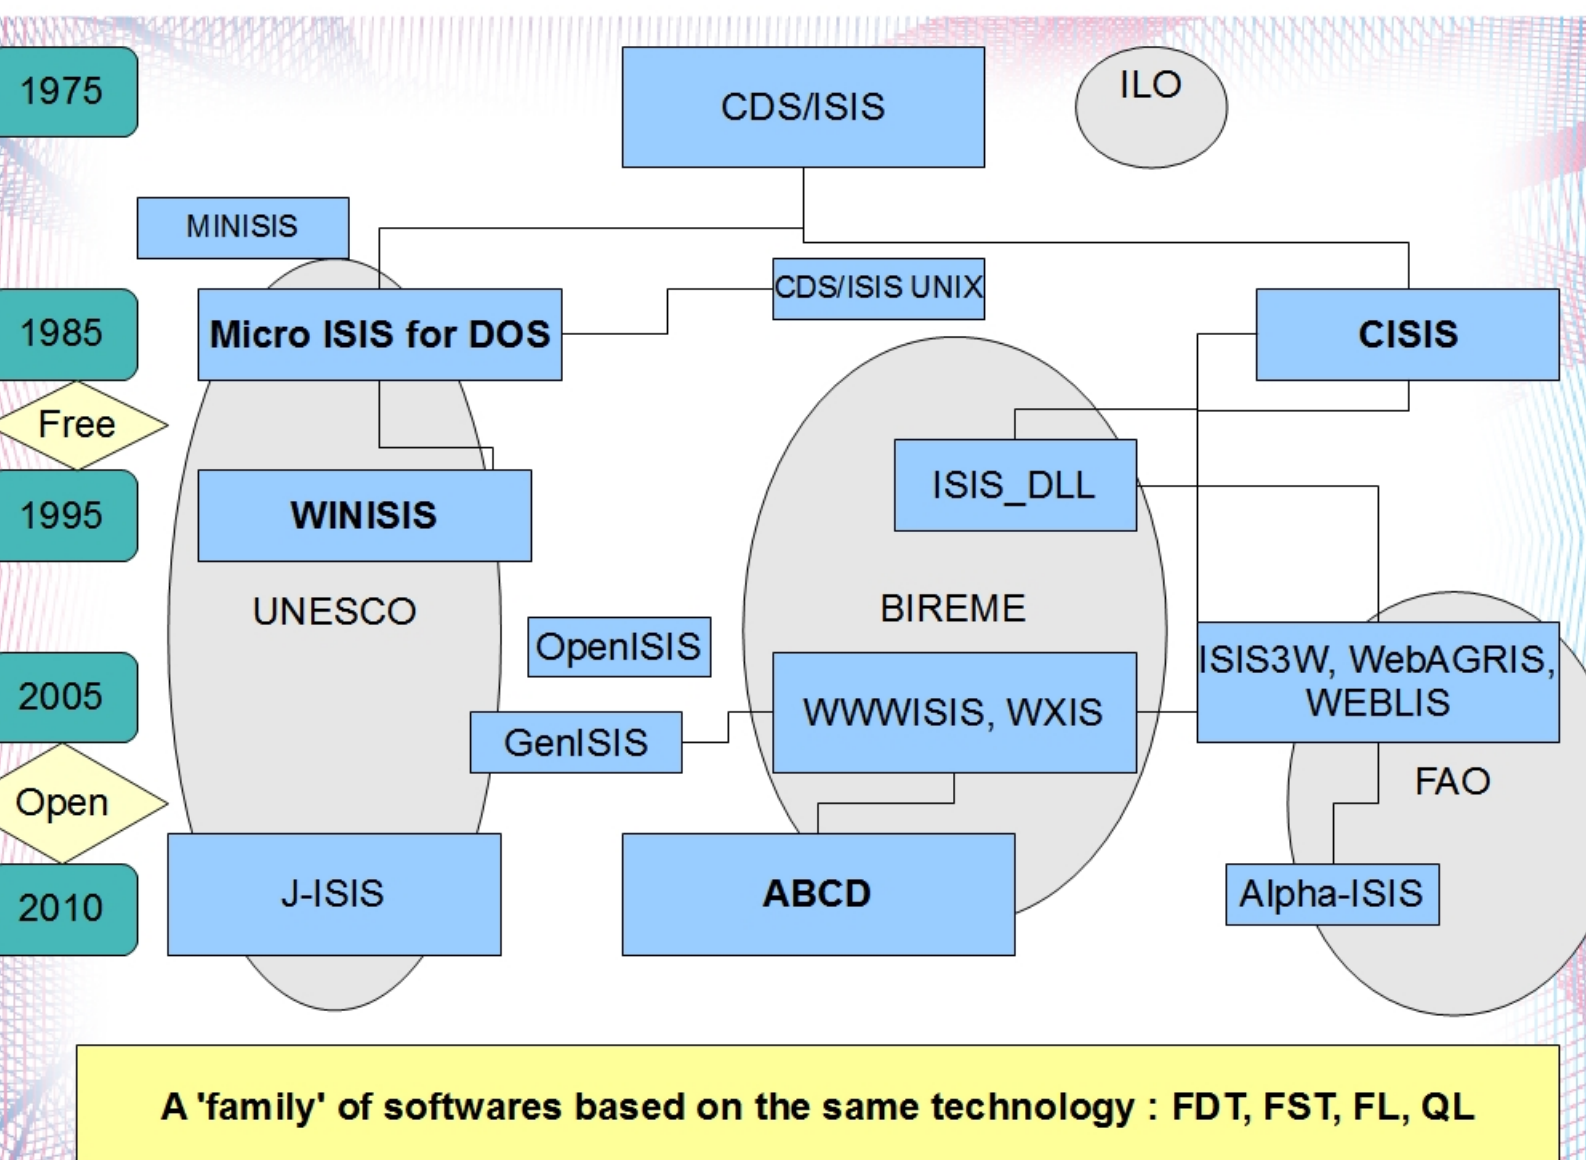 1975
CDS/ISIS
ILO
MINISIS
CDS/ISIS UNIX
1985
Micro ISIS for DOS
CISIS
Free
ISIS_DLL
1995
WINISIS
UNESCO
BIREME
OpenISIS
ISIS3W, WebAGRIS,
WEBLIS
2005
WWWISIS, WXIS
GenISIS
FAO
Open
J-ISIS
ABCD
Alpha-ISIS
2010
A 'family' of softwares based on the same technology : FDT, FST, FL, QL